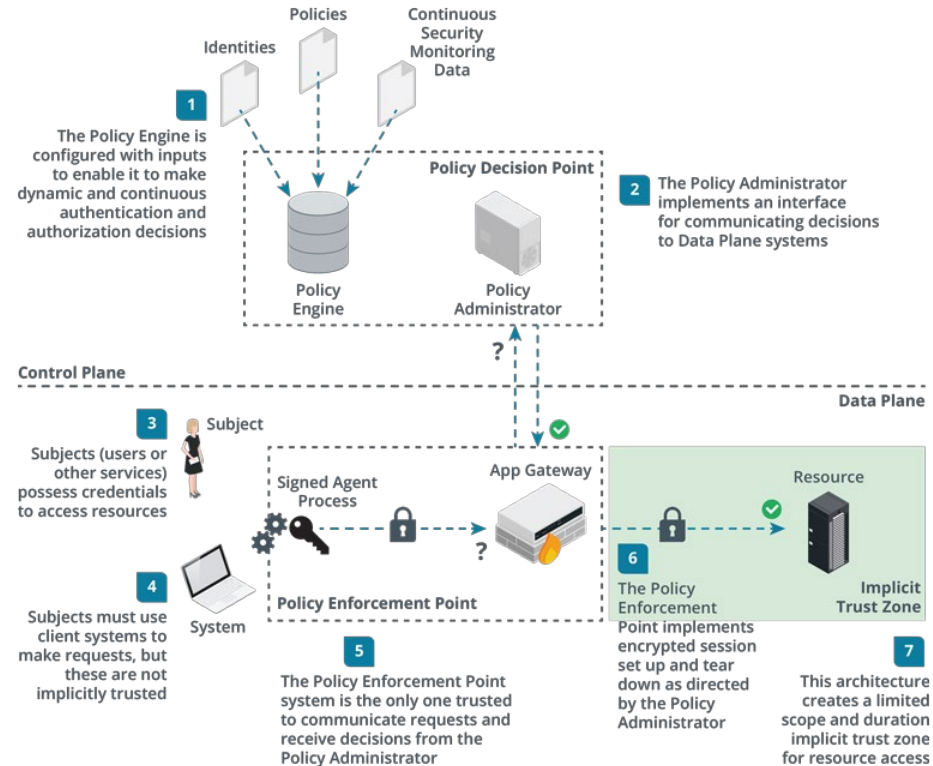 Policies
Identities
Continuous
Security
Monitoring
Data
1
The Policy Engine is
configured with inputs
to enable it to make
dynamic and continuous
authentication and
authorization decisions
Policy Decision Point
Policy
Engine
Policy
Administrator
2
The Policy Administrator
implements an interface
for communicating decisions
to Data Plane systems
?
Control Plane
Data Plane
3
Subject
Subjects (users or
other services)
possess credentials
to access resources
Signed Agent
Process
App Gateway
?
Policy Enforcement Point
Resource
Implicit
Trust Zone
4
System
Subjects must use
client systems to
make requests, but
these are not
implicitly trusted
5
The Policy Enforcement Point
system is the only one trusted
to communicate requests and
receive decisions from the
Policy Administrator
6
The Policy
Enforcement
Point implements
encrypted session
set up and tear
down as directed
by the Policy
Administrator
7
This architecture
creates a limited
scope and duration
implicit trust zone
for resource access